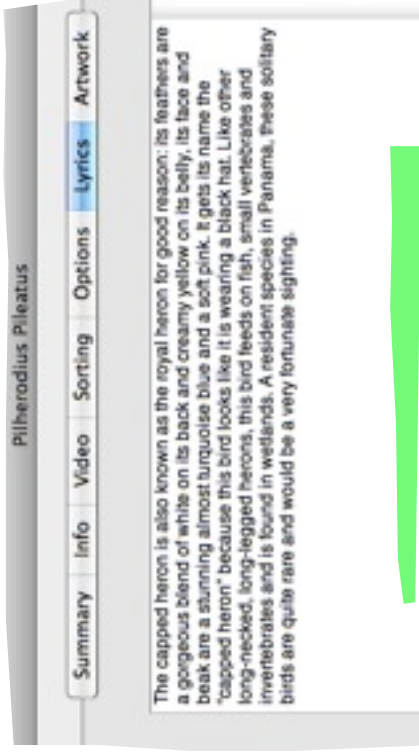 Pilherodius Pileatus
Summary Info Video Sorting Options Lyrics Artwork
The capped heron is also known as the royal heron for good reason: its feathers are
a gorgeous blend of white on its back and creamy yellow on its belly, its face and
beak are a stunning almost turquoise blue and a soft pink. It gets its name the
"capped heron" because this bird looks like it is wearing a black hat. Like other
long-necked, long-legged herons, this bird feeds on fish, small vertebrates and
invertebrates and is found in wetlands. A resident species in Panama, these solitary
birds are quite rare and would be a very fortunate sighting.